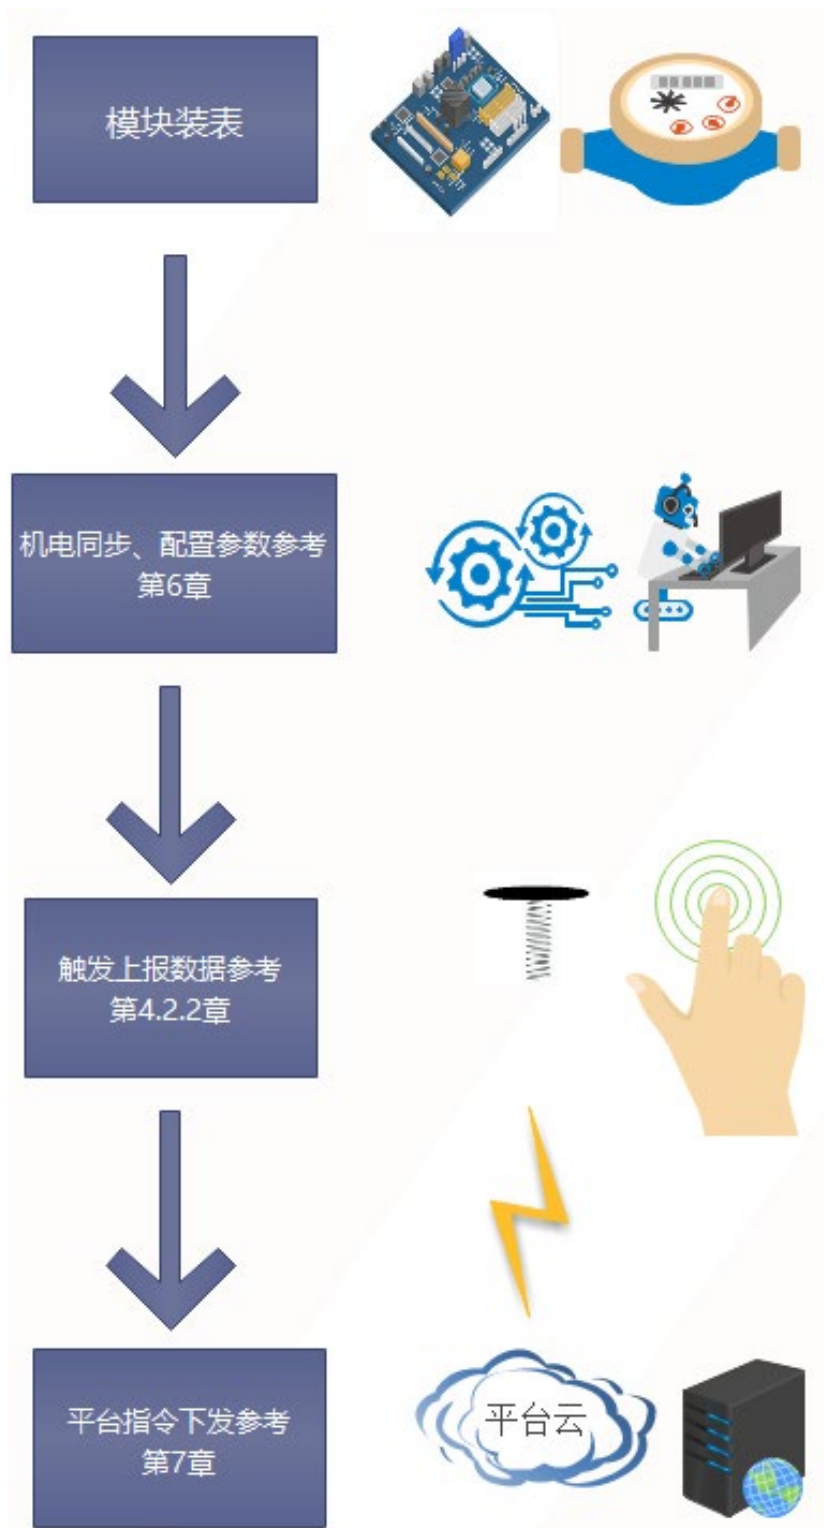 模块装表
机电同步、配置参数参考
第6章
触发上报数据参考
第4.2.2章
平台指令下发参考
第7章
平台云